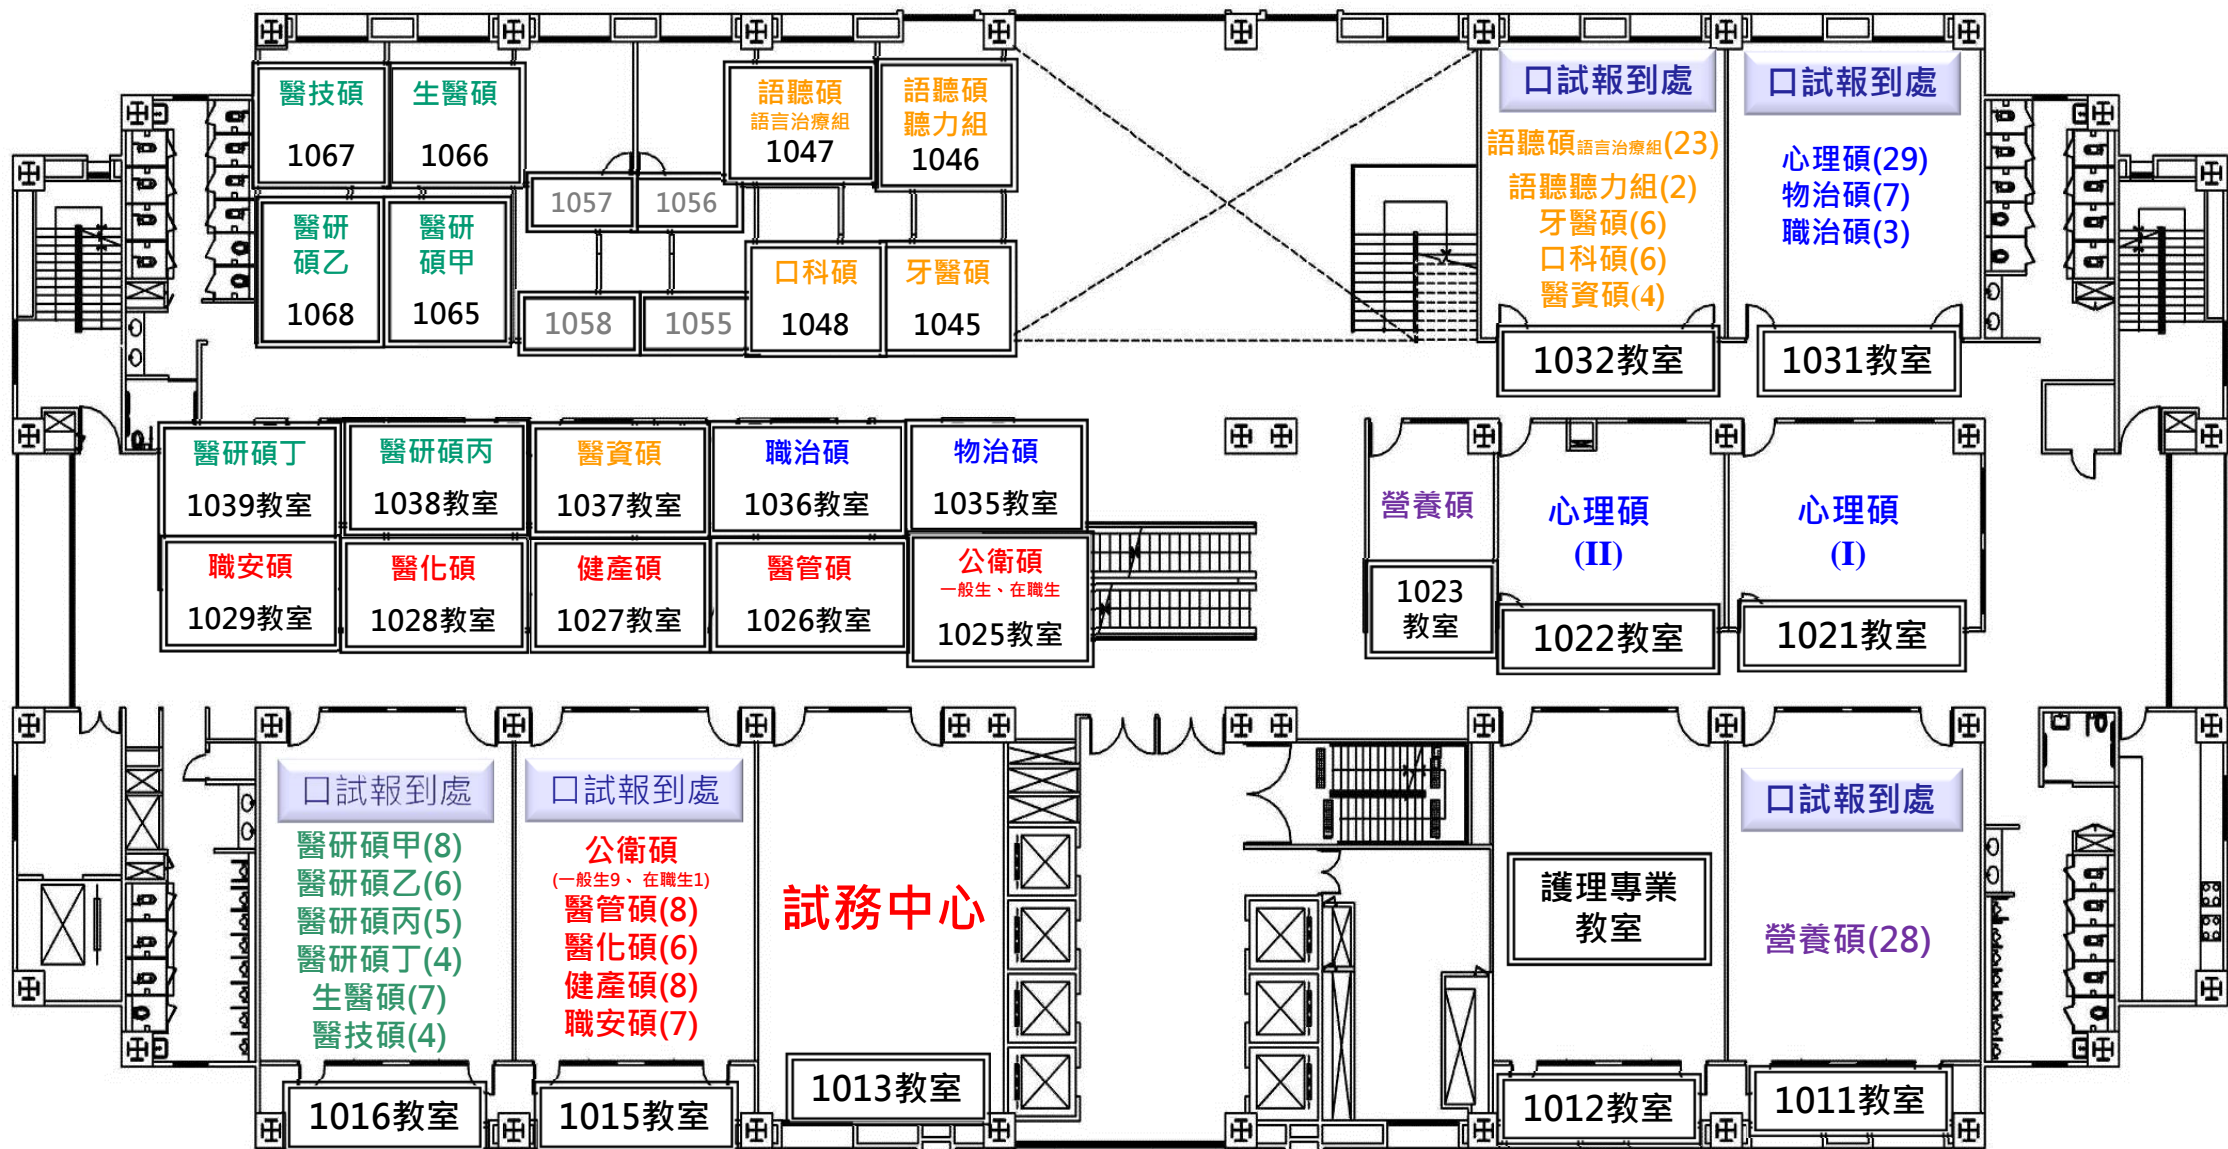 醫技碩
1067
生醫碩
1066
語聽碩
語言治療組
1047
語聽碩
聽力組
1046
1057
1056
醫研
碩乙
1068
醫研
碩甲
1065
1058
1055
口科碩
1048
牙醫碩
1045
口試報到處
語聽碩語言治療組(23)
語聽聽力組(2)
牙醫碩(6)
口科碩(6)
醫資碩(4)
1032教室
口試報到處
心理碩(29)
物治碩(7)
職治碩(3)
1031教室
醫研碩丁
1039教室
醫研碩丙
1038教室
醫資碩
1037教室
職治碩
1036教室
物治碩
1035教室
職安碩
1029教室
醫化碩
1028教室
健產碩
1027教室
醫管碩
1026教室
公衛碩
一般生、在職生
1025教室
營養碩
1023
教室
心理碩
(II)
1022教室
心理碩
(I)
1021教室
口試報到處
醫研碩甲(8)
醫研碩乙(6)
醫研碩丙(5)
醫研碩丁(4)
生醫碩(7)
醫技碩(4)
1016教室
口試報到處
公衛碩
(一般生9、在職生1)
醫管碩(8)
醫化碩(6)
健產碩(8)
職安碩(7)
1015教室
試務中心
1013教室
護理專業
教室
1012教室
口試報到處
營養碩(28)
1011教室